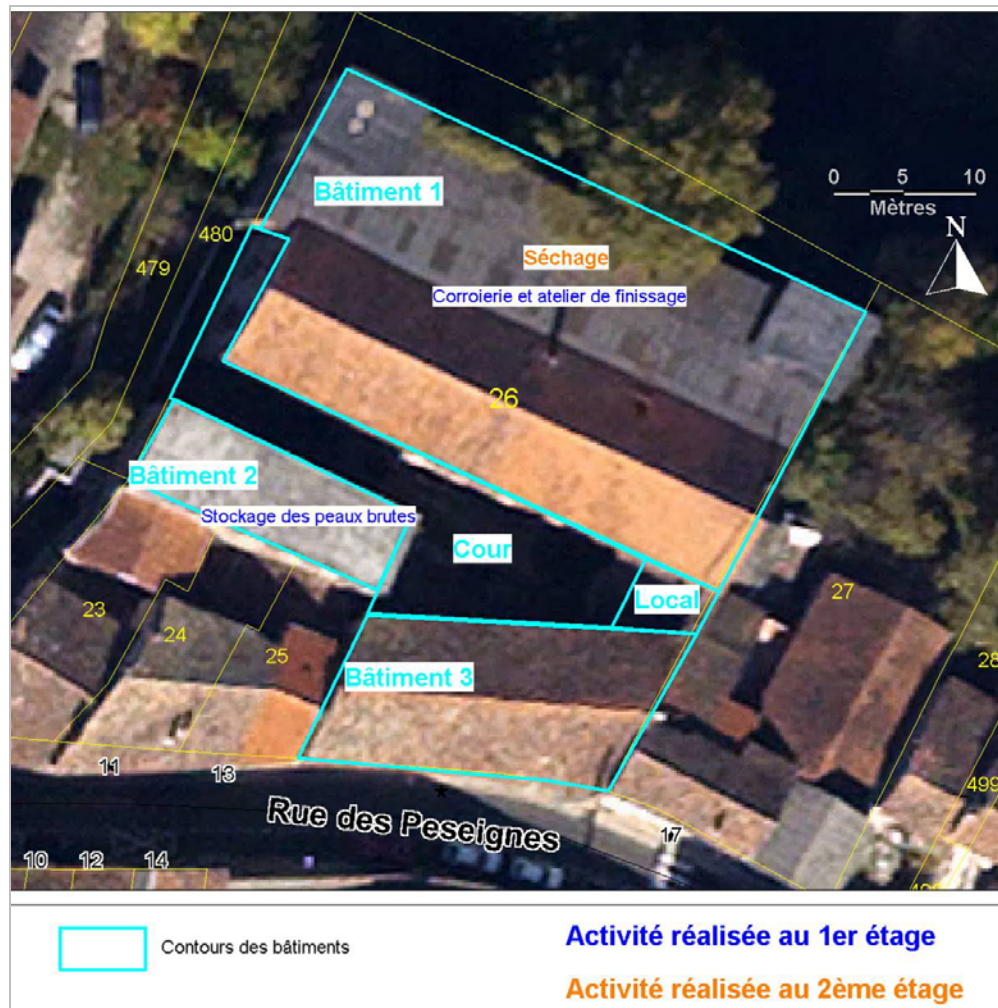 Bâtiment 1
0 5 10
Mètres
N
480
479
Séchage
Corroierie et atelier de finissage
26
Bâtiment 2
Stockage des peaux brutes
Cour
Local
27
23
24
25
28
Bâtiment 3
499
11
13
Rue des Peseignes
17
10 12 14
Contours des bâtiments
Activité réalisée au 1er étage
Activité réalisée au 2ème étage